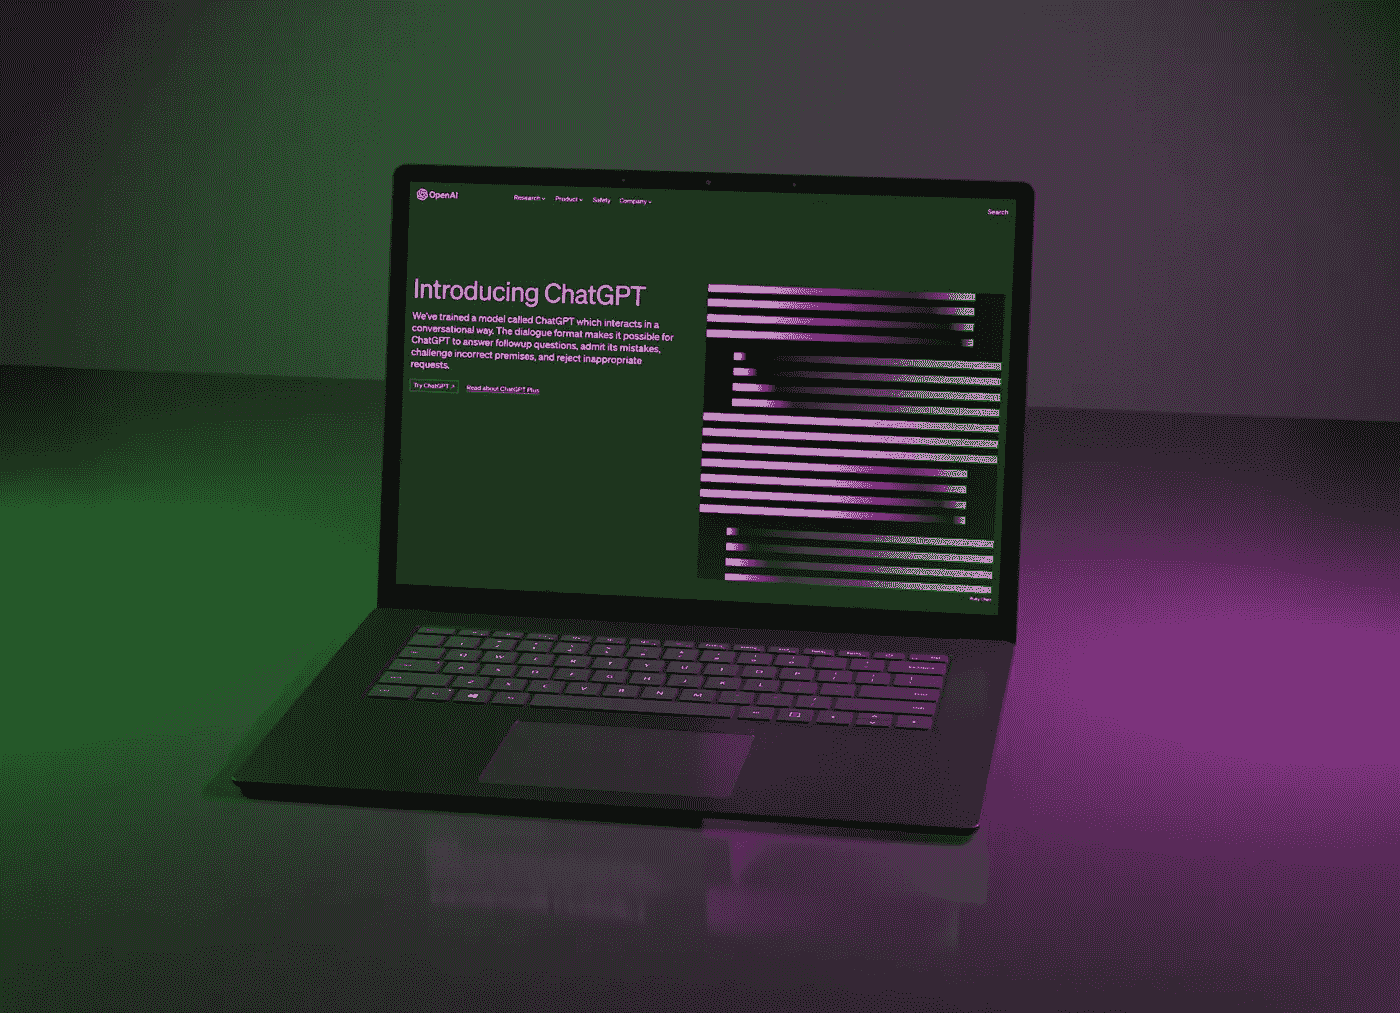 OpenAI
Research Product Safety Company
Search
Introducing ChatGPT
We've trained a model called ChatGPT which interacts in a
conversational way. The dialogue format makes it possible for
ChatGPT to answer followup questions, admit its mistakes,
challenge incorrect premises, and reject inappropriate
requests.
Try ChatGPT Read about ChatGPT Plus